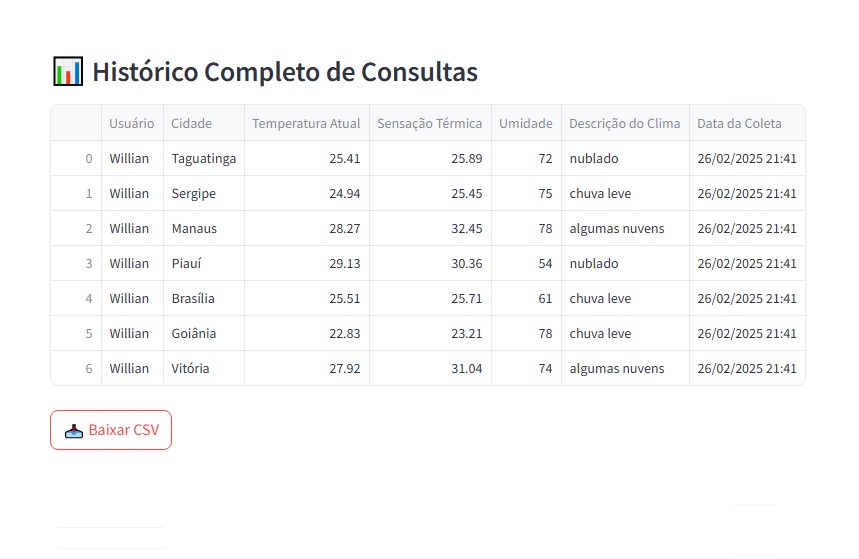 Histórico Completo de Consultas
Usuário Cidade Temperatura Atual Sensação Térmica Umidade Descrição do Clima Data da Coleta
0 Willian Taguatinga 25.41 25.89 72 nublado 26/02/2025 21:41
1 Willian Sergipe 24.94 25.45 75 chuva leve 26/02/2025 21:41
2 Willian Manaus 28.27 32.45 78 algumas nuvens 26/02/2025 21:41
3 Willian Piauí 29.13 30.36 54 nublado 26/02/2025 21:41
4 Willian Brasília 25.51 25.71 61 chuva leve 26/02/2025 21:41
5 Willian Goiânia 22.83 23.21 78 chuva leve 26/02/2025 21:41
6 Willian Vitória 27.92 31.04 74 algumas nuvens 26/02/2025 21:41
Baixar CSV